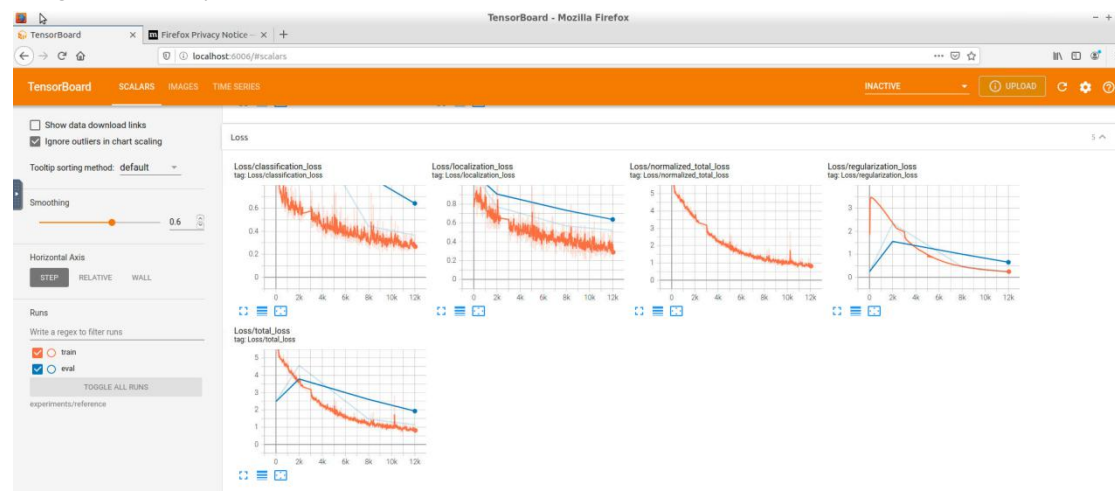 TensorBoard - Mozilla Firefox
TensorBoard
Firefox Privacy Notice —
localhost:6006/#scalars
TensorBoard SCALARS IMAGES TIME SERIES INACTIVE UPLOAD
Show data download links
Ignore outliers in chart scaling
Tooltip sorting method: default
Smoothing
0.6
Horizontal Axis
STEP RELATIVE WALL
Runs
Write a regex to filter runs
train
eval
TOGGLE ALL RUNS
experiments/reference
Loss 5
Loss/classification_loss
tag: Loss/classification_loss
0.6
0.4
0.2
0
0 2k 4k 6k 8k 10k 12k
Loss/localization_loss
tag: Loss/localization_loss
0.8
0.6
0.4
0.2
0
0 2k 4k 6k 8k 10k 12k
Loss/normalized_total_loss
tag: Loss/normalized_total_loss
5
4
3
2
1
0
0 2k 4k 6k 8k 10k 12k
Loss/regularization_loss
tag: Loss/regularization_loss
3
2
1
0
0 2k 4k 6k 8k 10k 12k
Loss/total_loss
tag: Loss/total_loss
5
4
3
2
1
0
0 2k 4k 6k 8k 10k 12k